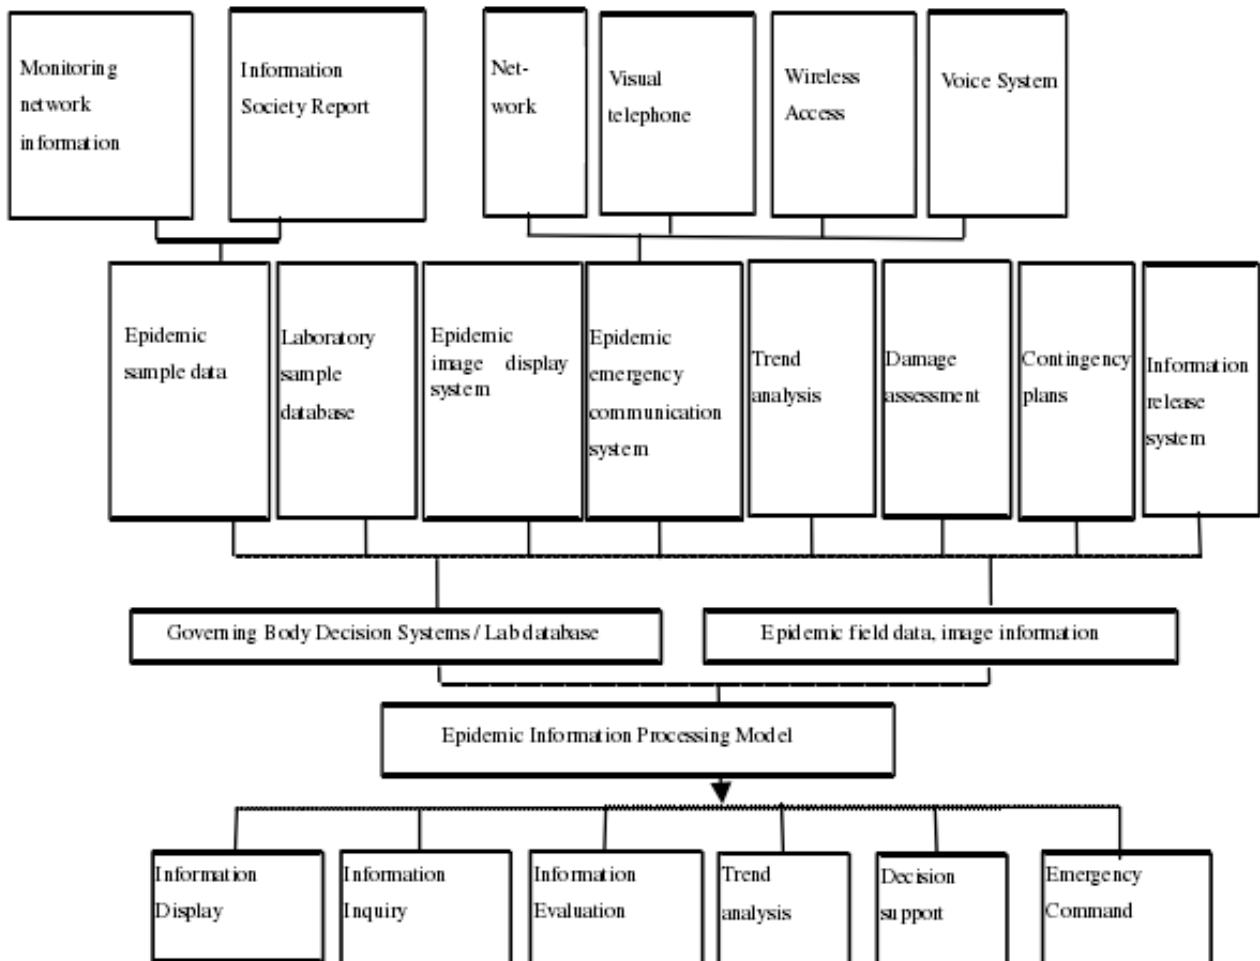 Monitoring
network
information
Information
Society Report
Net-
work
Visual
telephone
Wireless
Access
Voice System
Epidemic
sample data
Laboratory
sample
database
Epidemic
image display
system
Epidemic
emergency
communication
system
Trend
analysis
Damage
assessment
Contingency
plans
Information
release
system
Governing Body Decision Systems / Lab database
Epidemic field data, image information
Epidemic Information Processing Model
Information
Display
Information
Inquiry
Information
Evaluation
Trend
analysis
Decision
support
Emergency
Command